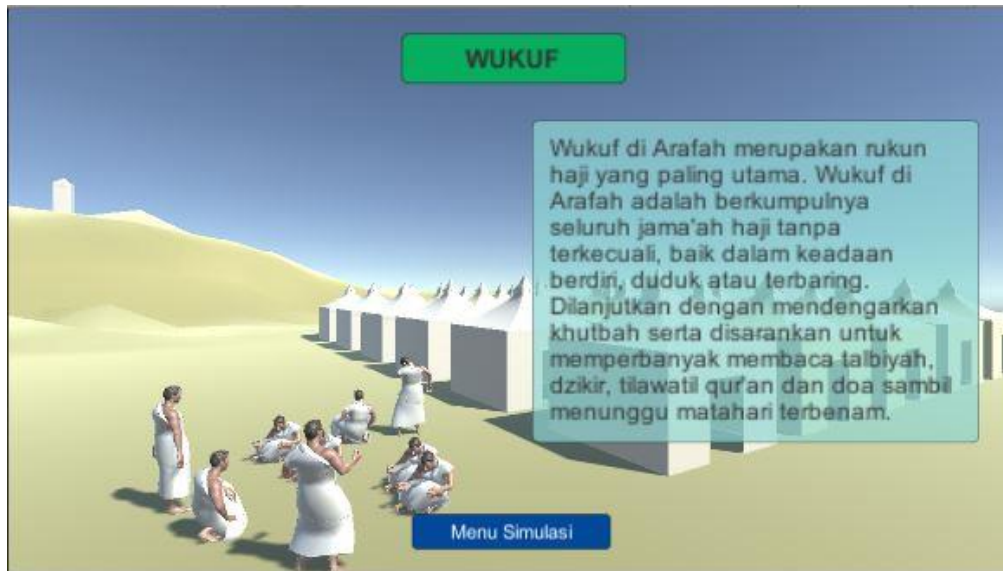 WUKUF
Wukuf di Arafah merupakan rukun
haji yang paling utama. Wukuf di
Arafah adalah berkumpulnya
seluruh jama'ah haji tanpa
terkecuali, baik dalam keadaan
berdiri, duduk atau terbaring.
Dilanjutkan dengan mendengarkan
khutbah serta disarankan untuk
memperbanyak membaca talbiyah,
dzikir, tilawatil qur'an dan doa sambil
menunggu matahari terbenam.
Menu Simulasi